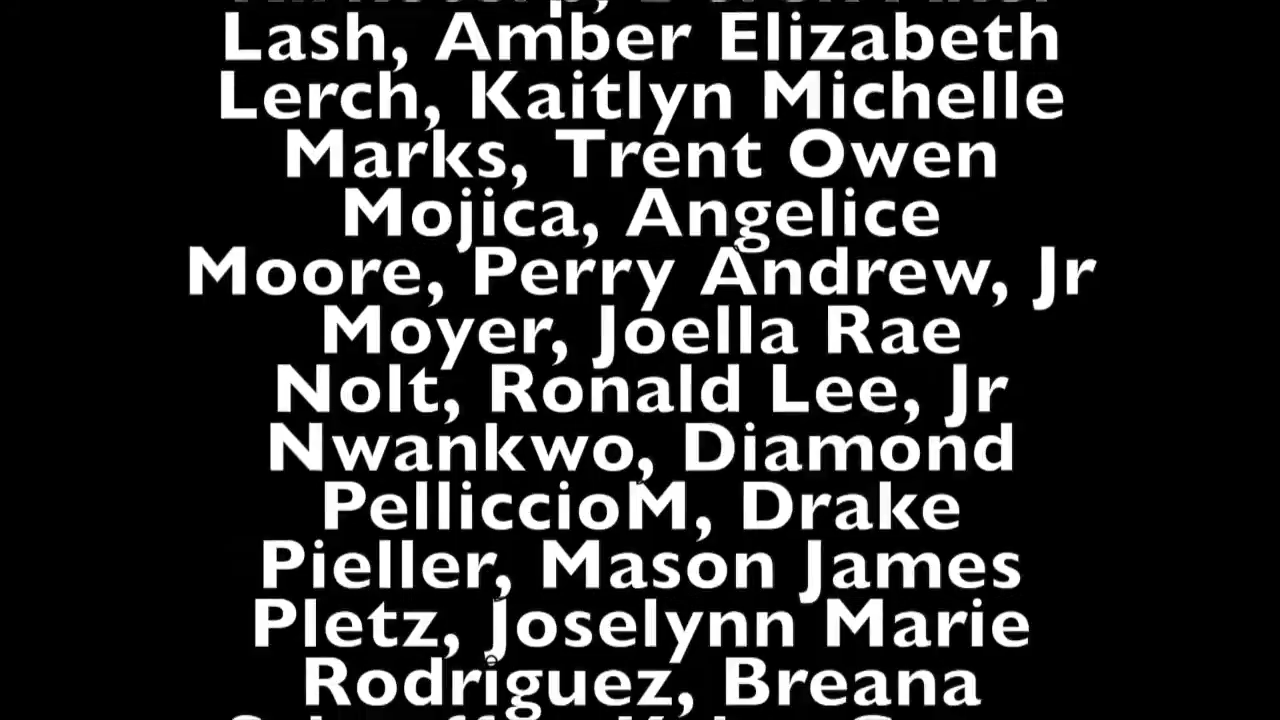 Lash, Amber Elizabeth
Lerch, Kaitlyn Michelle
Marks, Trent Owen
Mojica, Angelice
Moore, Perry Andrew, Jr
Moyer, Joella Rae
Nolt, Ronald Lee, Jr
Nwankwo, Diamond
PelliccioM, Drake
Pieller, Mason James
Pletz, Joselynn Marie
Rodriguez, Breana